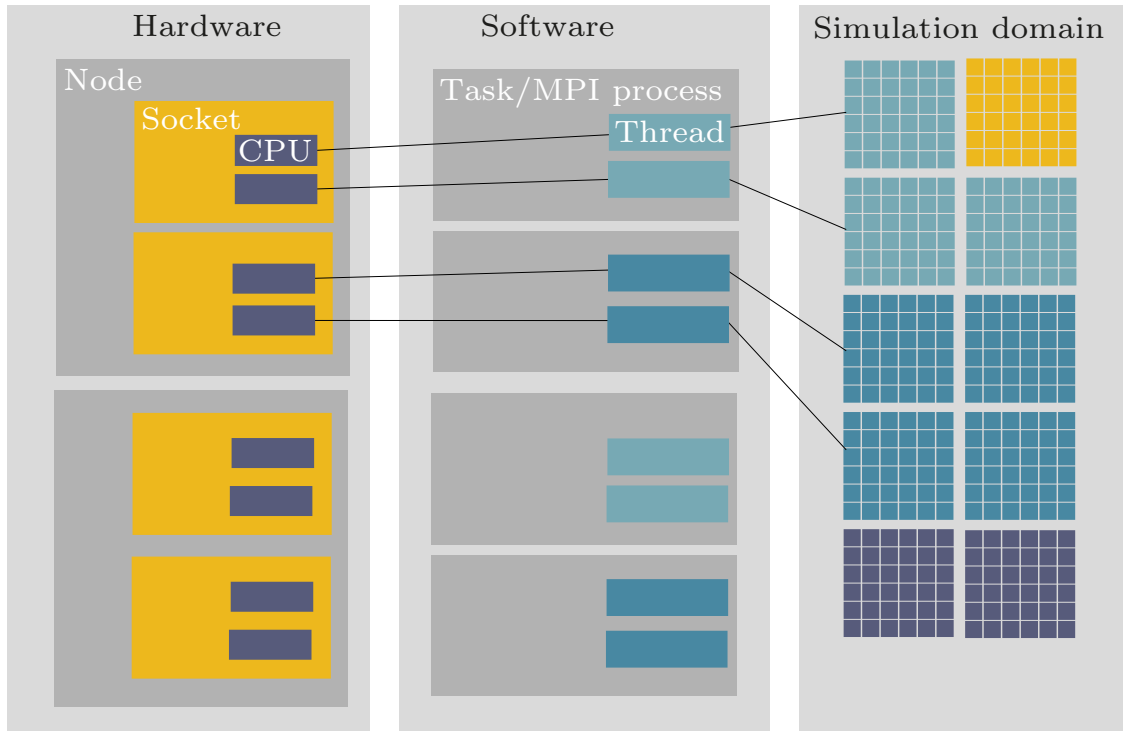 Hardware
Node
Socket
CPU
Software
Task/MPI process
Thread
Simulation domain